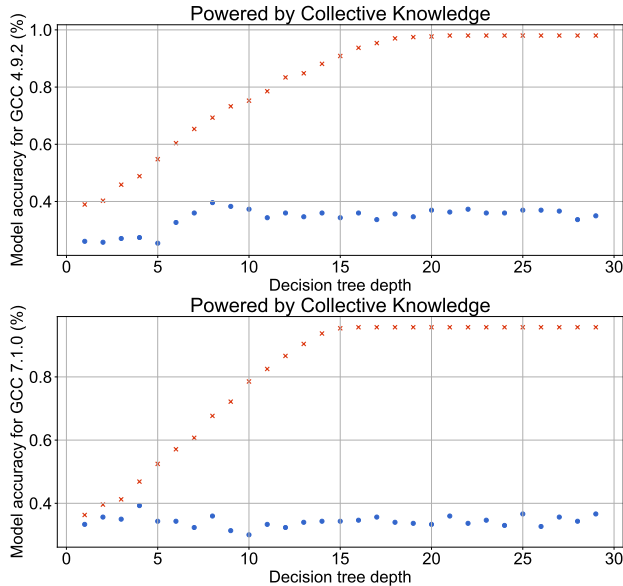 Powered by Collective Knowledge
Model accuracy for GCC 4.9.2 (%)
1.0
0.8
0.6
0.4
0 5 10 15 20 25 30
Decision tree depth
Powered by Collective Knowledge
Model accuracy for GCC 7.1.0 (%)
0.8
0.6
0.4
0 5 10 15 20 25 30
Decision tree depth